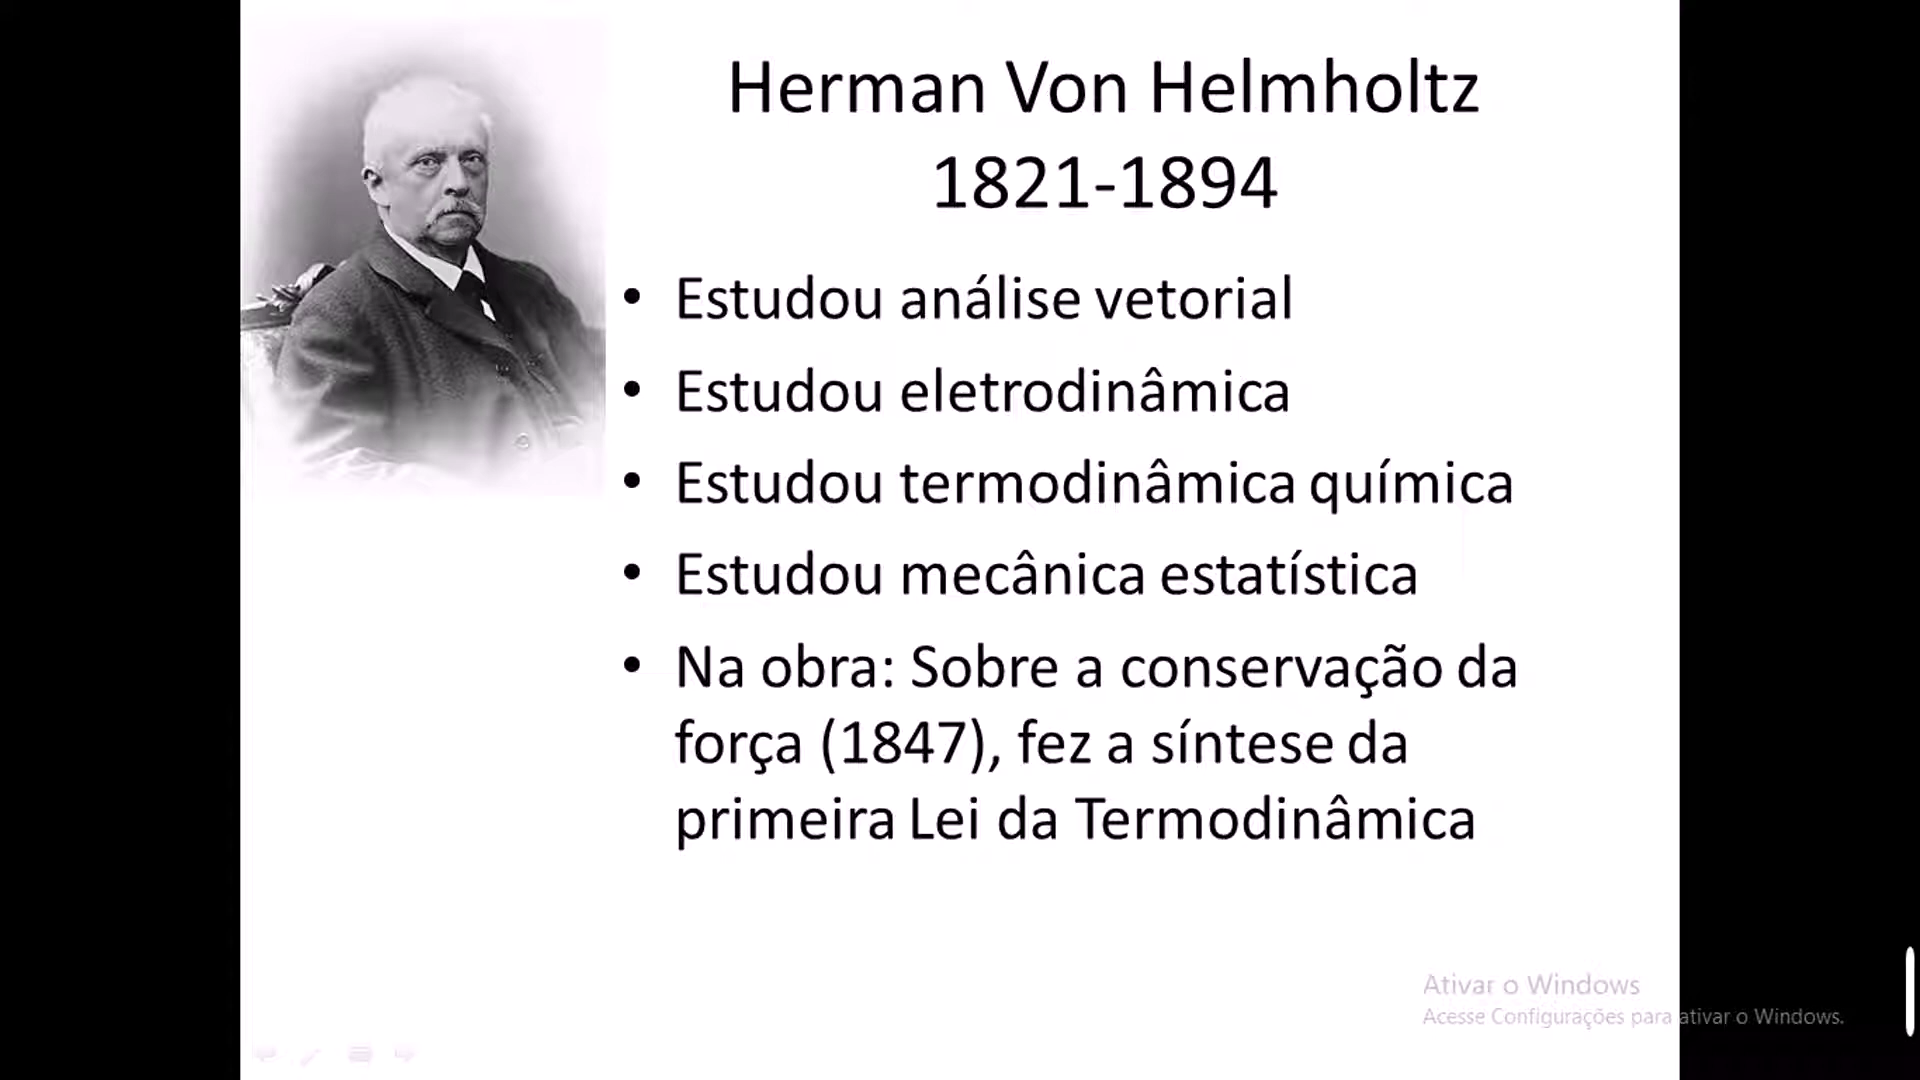 Herman Von Helmholtz
1821-1894
• Estudou análise vetorial
• Estudou eletrodinâmica
• Estudou termodinâmica química
• Estudou mecânica estatística
• Na obra: Sobre a conservação da
força (1847), fez a síntese da
primeira Lei da Termodinâmica
Ativar o Windows
Acesse Configurações para ativar o Windows.